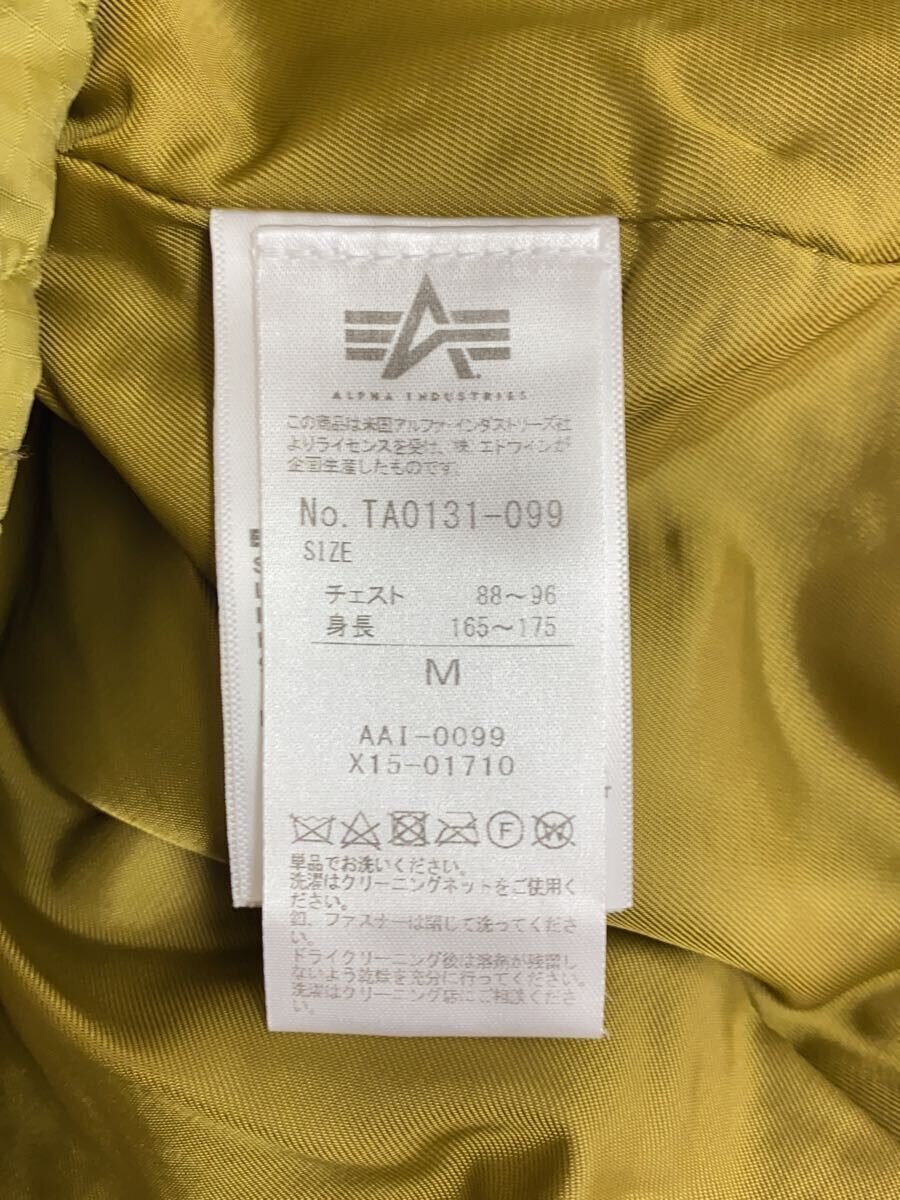 ALPHA INDUSTRIES
この商品は米国アルファ・インダストリーズ社
よりライセンスを受け、㈱エドウインが
企画生産したものです。
No. TA0131-099
SIZE
チェスト 88～96
身長 165～175
M
AAI-0099
X15-01710
F W
単品でお洗いください。
洗濯はクリーニングネットをご使用く
ださい。
釦、ファスナーは閉じて洗ってくださ
い。
ドライクリーニング後は溶剤が残留し
ないよう乾燥を充分に行ってください。
洗濯はクリーニング店にご相談くださ
い。